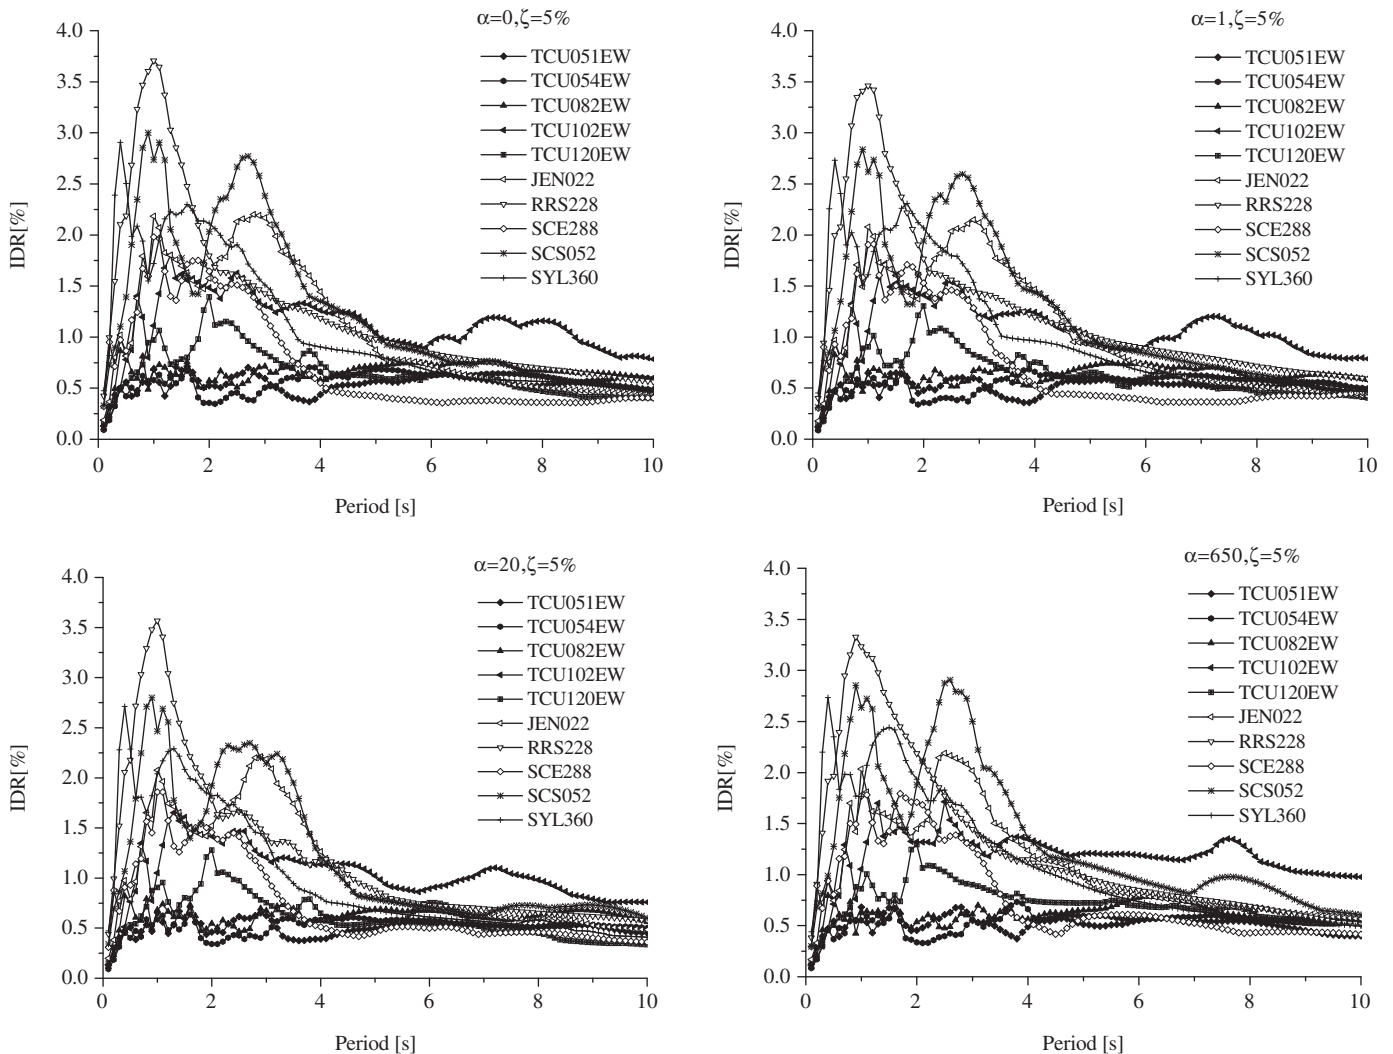 α=0,ζ=5%
4.0
3.5
3.0
2.5
2.0
1.5
1.0
0.5
0.0
IDR[%]
TCU051EW
TCU054EW
TCU082EW
TCU102EW
TCU120EW
JEN022
RRS228
SCE288
SCS052
SYL360
0 2 4 6 8 10
Period [s]
α=1,ζ=5%
4.0
3.5
3.0
2.5
2.0
1.5
1.0
0.5
0.0
IDR[%]
TCU051EW
TCU054EW
TCU082EW
TCU102EW
TCU120EW
JEN022
RRS228
SCE288
SCS052
SYL360
0 2 4 6 8 10
Period [s]
α=20,ζ=5%
4.0
3.5
3.0
2.5
2.0
1.5
1.0
0.5
0.0
IDR[%]
TCU051EW
TCU054EW
TCU082EW
TCU102EW
TCU120EW
JEN022
RRS228
SCE288
SCS052
SYL360
0 2 4 6 8 10
Period [s]
α=650,ζ=5%
4.0
3.5
3.0
2.5
2.0
1.5
1.0
0.5
0.0
IDR[%]
TCU051EW
TCU054EW
TCU082EW
TCU102EW
TCU120EW
JEN022
RRS228
SCE288
SCS052
SYL360
0 2 4 6 8 10
Period [s]